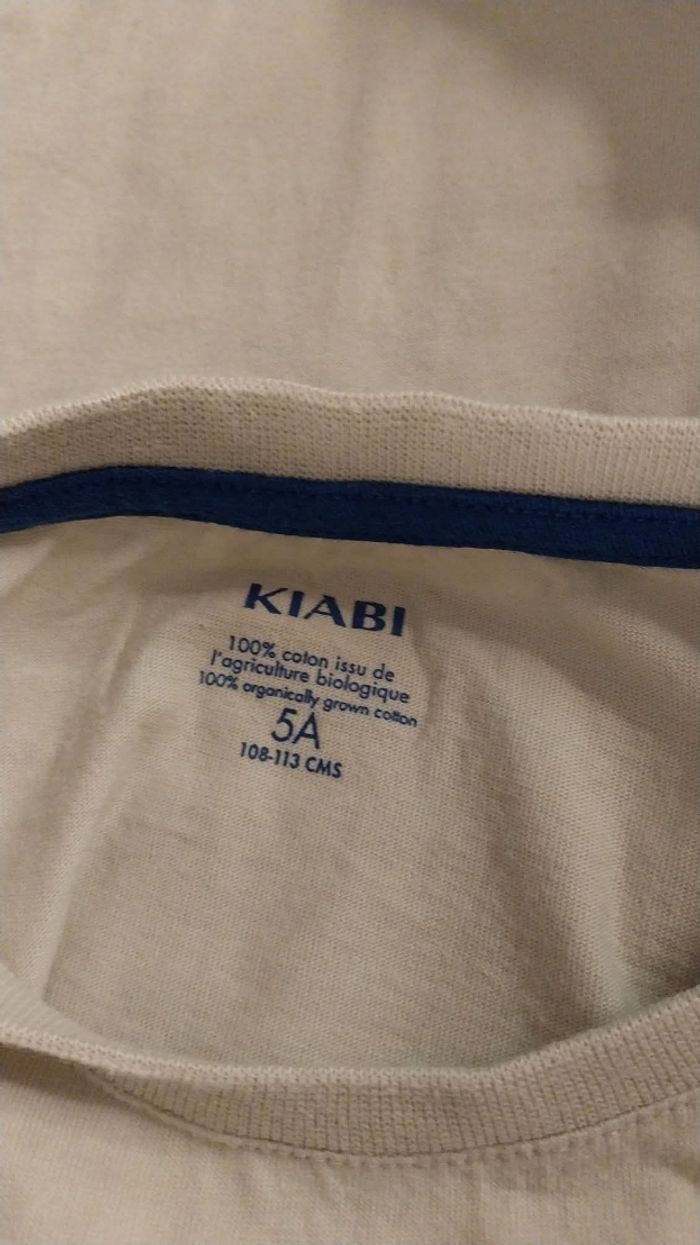 KIABI
100% coton issu de
l'agriculture biologique
100% organically grown cotton
5A
108-113 CMS